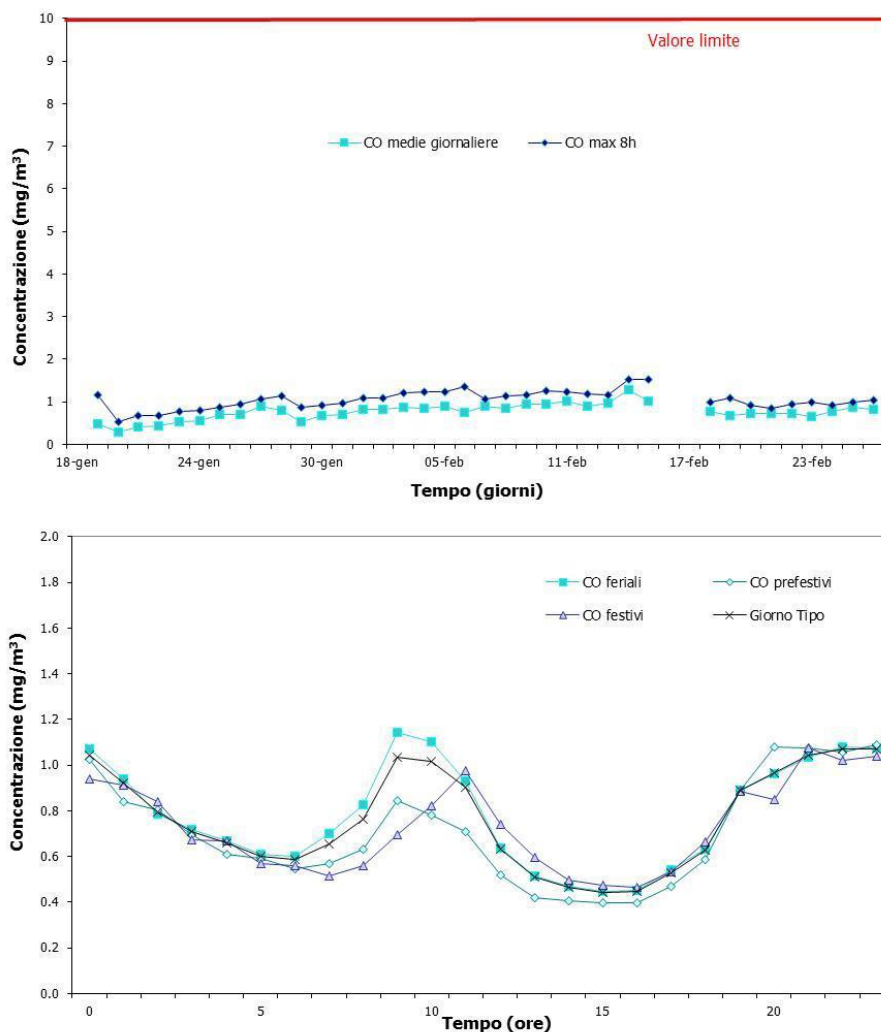 10
Valore limite
9
8
7
CO medie giornaliere
CO max 8h
6
5
4
3
2
1
0
Concentrazione (mg/m³)
18-gen
24-gen
30-gen
05-feb
11-feb
17-feb
23-feb
Tempo (giorni)
2.0
1.8
CO feriali
CO prefestivi
1.6
CO festivi
Giorno Tipo
1.4
1.2
1.0
0.8
0.6
0.4
0.2
0.0
Concentrazione (mg/m³)
0
5
10
15
20
Tempo (ore)